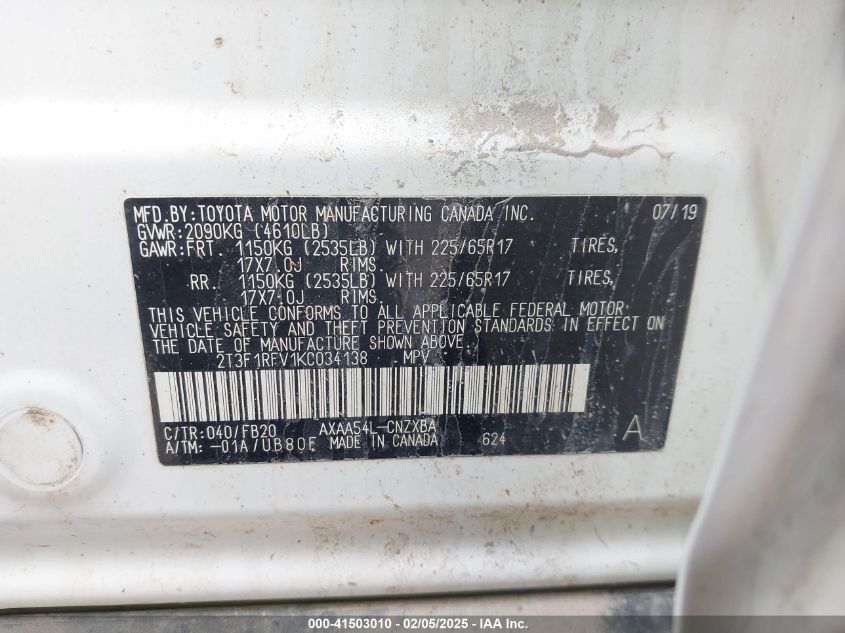 MFD.BY:TOYOTA MOTOR MANUFACTURING CANADA INC. 07/19
GVWR:2090KG (4610LB)
GAWR:FRT. 1150KG (2535LB) WITH 225/65R17 TIRES,
17X7.0J RIMS.
RR. 1150KG (2535LB) WITH 225/65R17 TIRES,
17X7.0J RIMS.
THIS VEHICLE CONFORMS TO ALL APPLICABLE FEDERAL MOTOR
VEHICLE SAFETY AND THEFT PREVENTION STANDARDS IN EFFECT ON
THE DATE OF MANUFACTURE SHOWN ABOVE.
2T3F1RFV1KC034138 MPV
C/TR:040/FB20 AXAA54L-CNZXBA
A/TM: -01A/UB80F MADE IN CANADA 624 A
000-41503010 - 02/05/2025 - IAA Inc.